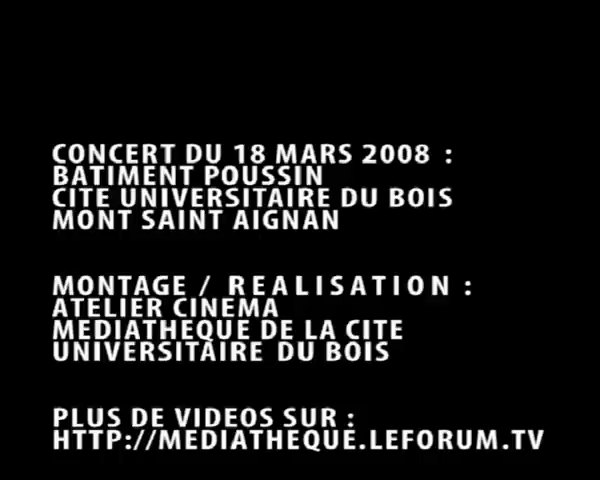 CONCERT DU 18 MARS 2008 :
BATIMENT POUSSIN
CITE UNIVERSITAIRE DU BOIS
MONT SAINT AIGNAN
MONTAGE / REALISATION :
ATELIER CINEMA
MEDIATHEQUE DE LA CITE
UNIVERSITAIRE DU BOIS
PLUS DE VIDEOS SUR :
HTTP://MEDIATHEQUE.LEFORUM.TV